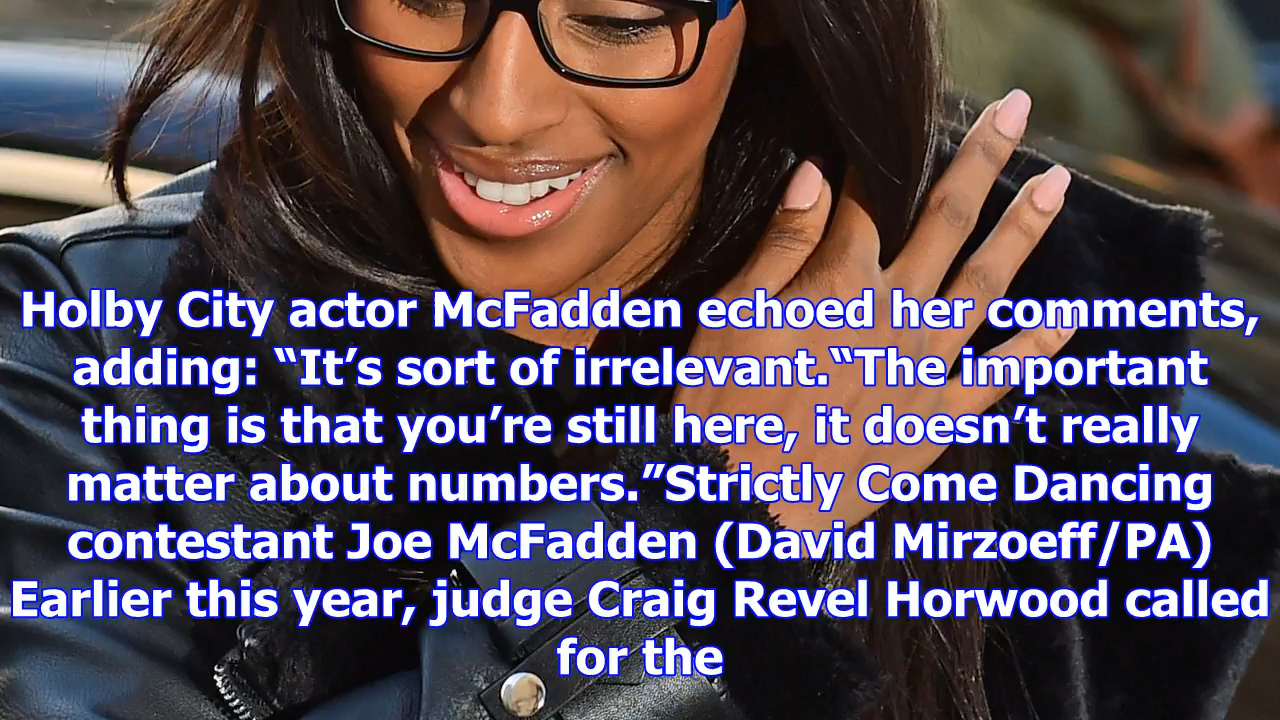 Holby City actor McFadden echoed her comments,
adding: “It’s sort of irrelevant.“The important
thing is that you’re still here, it doesn’t really
matter about numbers.”Strictly Come Dancing
contestant Joe McFadden (David Mirzoeff/PA)
Earlier this year, judge Craig Revel Horwood called
for the